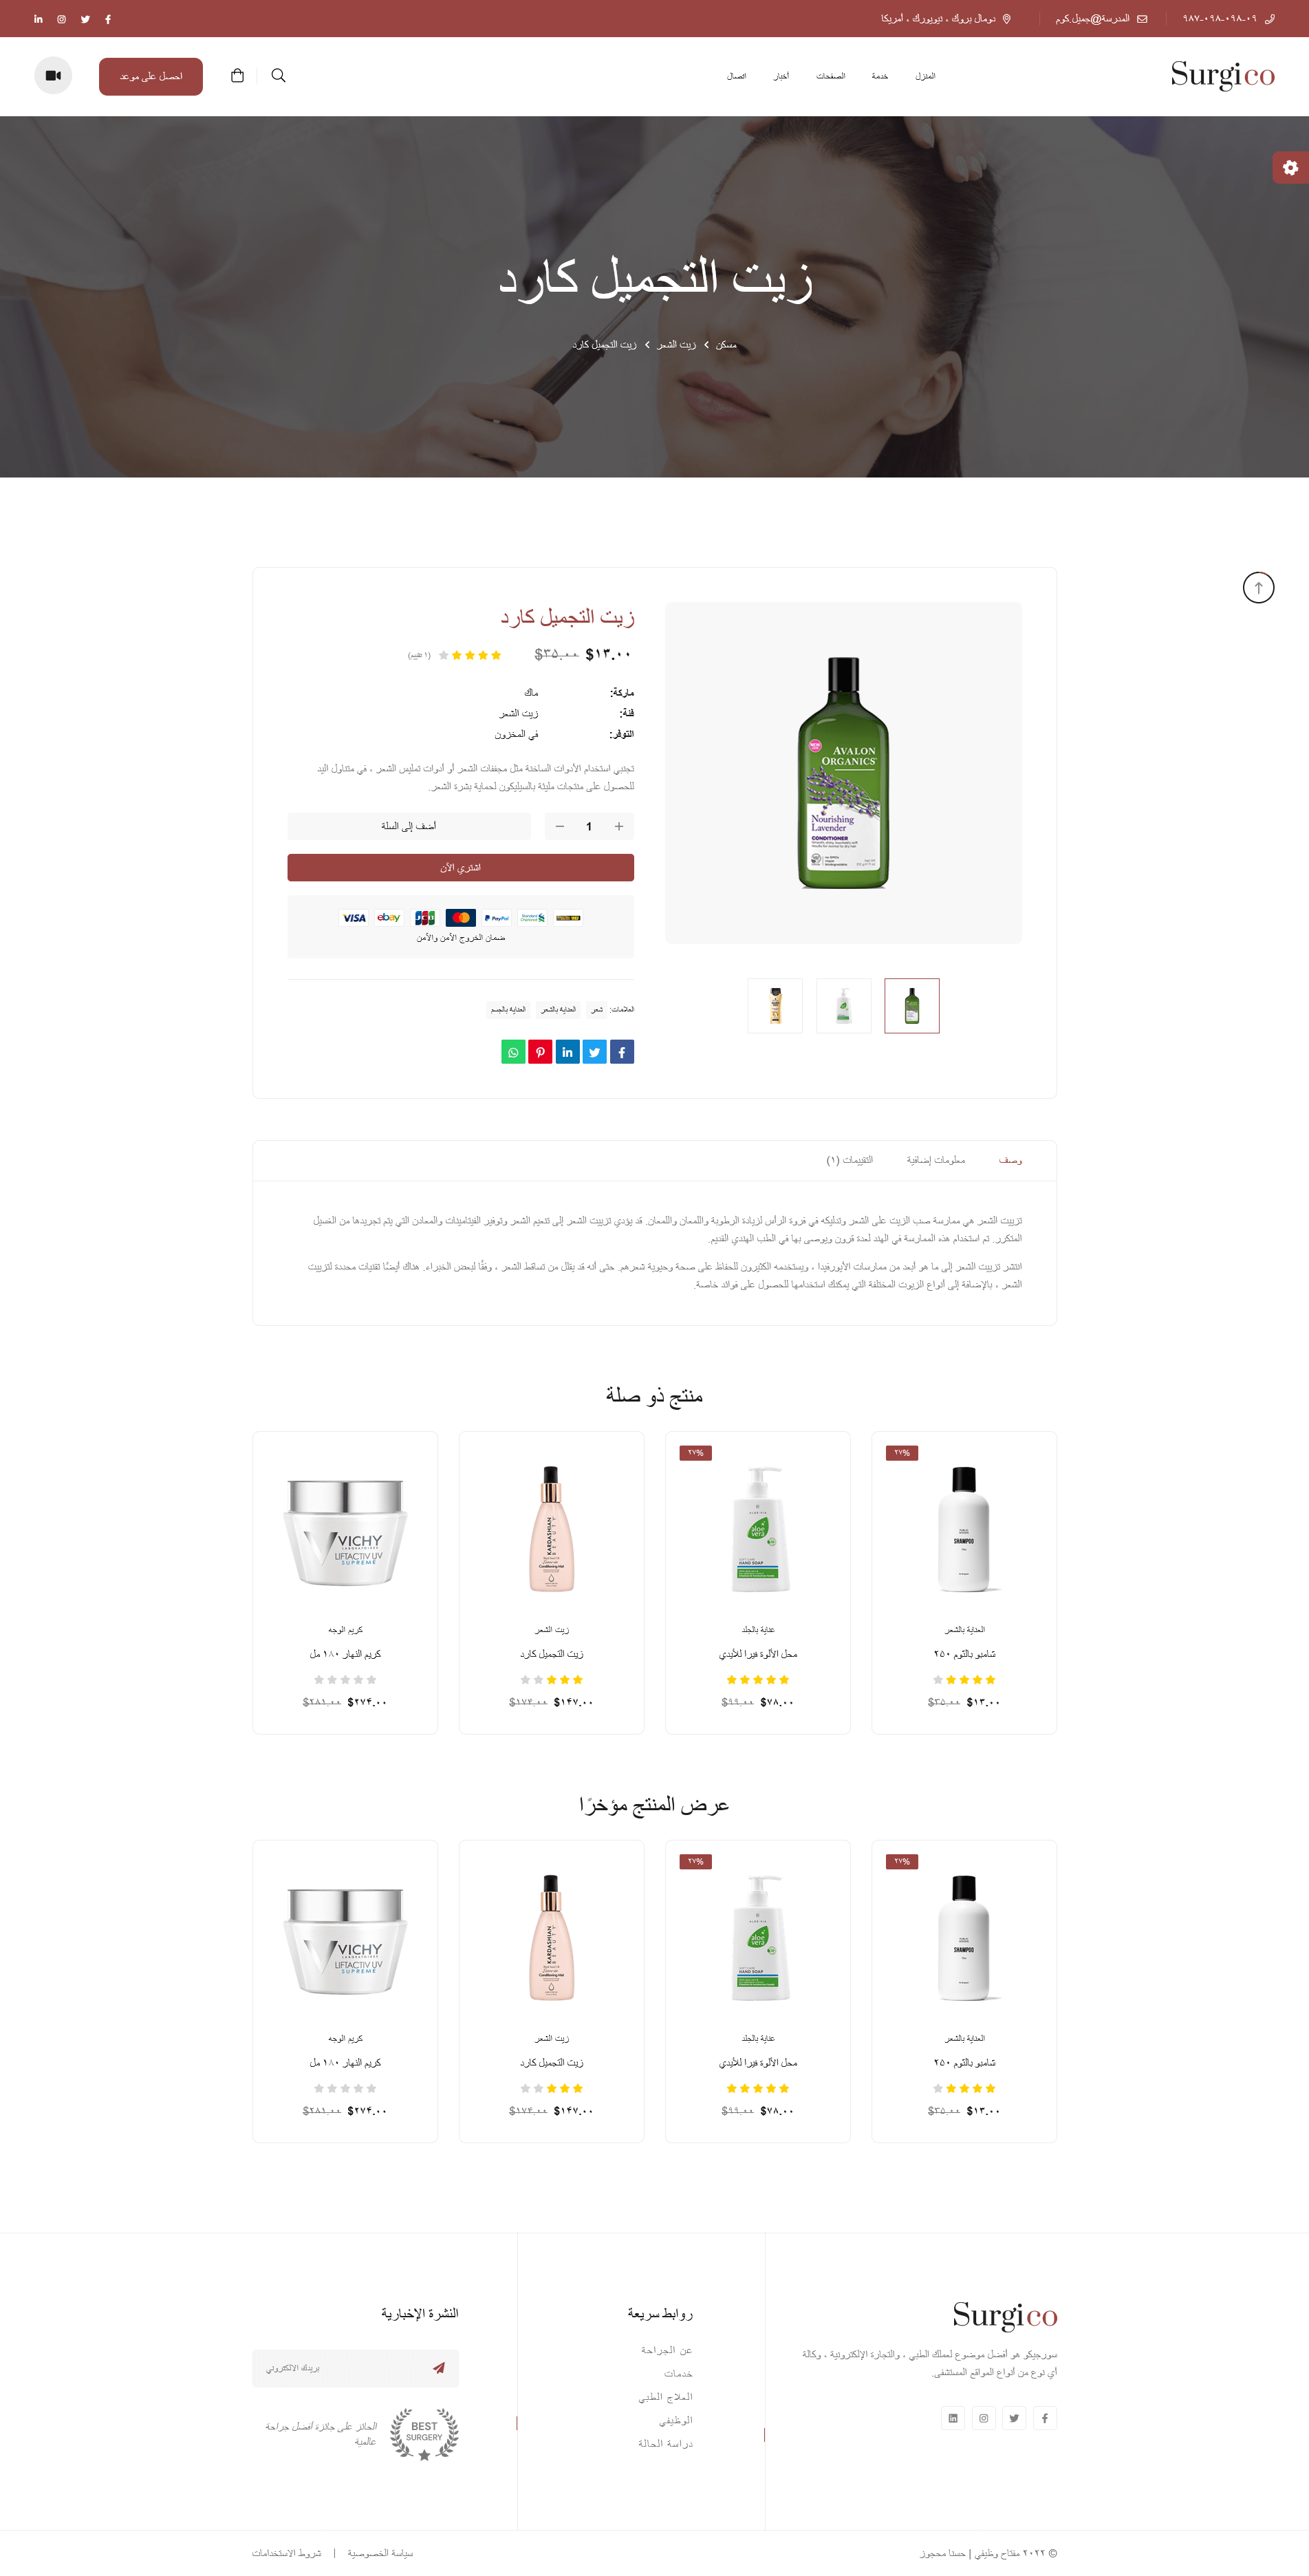 ٠٩-٠٩٨-٠٩٨-٩٨٧
المدرسة@جميل.كوم
نومال بروك ، نيويورك ، أمريكا
Surgico
المنزل
خدمة
الصفحات
أخبار
اتصال
احصل على موعد
زيت التجميل كارد
مسكن
زيت الشعر
زيت التجميل كارد
AVALON ORGANICS
Nourishing Lavender
CONDITIONER
زيت التجميل كارد
$١٣.٠٠ $٣٥.٠٠
(١ تقييم)
ماركة: ماك
فئة: زيت الشعر
التوفر: في المخزون
تجنبي استخدام الأدوات الساخنة مثل مجففات الشعر أو أدوات تمليس الشعر ، في متناول اليد
للحصول على منتجات مليئة بالسيليكون لحماية بشرة الشعر.
1
أضف إلى السلة
اشتري الآن
VISA
ebay
JCB
MasterCard
PayPal
Standard Chartered
ضمان الخروج الآمن والآمن
العلامات: شعر العناية بالشعر العناية بالجسم
وصف
معلومات إضافية
التقييمات (١)
تزييت الشعر هي ممارسة صب الزيت على الشعر وتدليكه في فروة الرأس لزيادة الرطوبة واللمعان واللمعان. قد يؤدي تزييت الشعر إلى تنعيم الشعر وتوفير الفيتامينات والمعادن التي يتم تجريدها من الغسيل
المتكرر. تم استخدام هذه الممارسة في الهند لعدة قرون ويوصى بها في الطب الهندي القديم.
انتشر تزييت الشعر إلى ما هو أبعد من ممارسات الأيورفيدا ، ويستخدمه الكثيرون للحفاظ على صحة وحيوية شعرهم. حتى أنه قد يقلل من تساقط الشعر ، وفقًا لبعض الخبراء. هناك أيضًا تقنيات محددة لتزييت
الشعر ، بالإضافة إلى أنواع الزيوت المختلفة التي يمكنك استخدامها للحصول على فوائد خاصة.
منتج ذو صلة
٢٧%
SHAMPOO
العناية بالشعر
شامبو بالثوم ٢٥٠
$١٣.٠٠ $٣٥.٠٠
٢٧%
aloe vera
HAND SOAP
عناية بالجلد
محل الألوة فيرا للأيدي
$٧٨.٠٠ $٩٩.٠٠
KARDASHIAN BEAUTY
Conditioning Mist
زيت الشعر
زيت التجميل كارد
$١٤٧.٠٠ $١٧٤.٠٠
VICHY
LABORATOIRES
LIFTACTIV UV
SUPREME
كريم الوجه
كريم النهار ١٨٠ مل
$٢٧٤.٠٠ $٢٨١.٠٠
عرض المنتج مؤخرًا
٢٧%
SHAMPOO
العناية بالشعر
شامبو بالثوم ٢٥٠
$١٣.٠٠ $٣٥.٠٠
٢٧%
aloe vera
HAND SOAP
عناية بالجلد
محل الألوة فيرا للأيدي
$٧٨.٠٠ $٩٩.٠٠
KARDASHIAN BEAUTY
Conditioning Mist
زيت الشعر
زيت التجميل كارد
$١٤٧.٠٠ $١٧٤.٠٠
VICHY
LABORATOIRES
LIFTACTIV UV
SUPREME
كريم الوجه
كريم النهار ١٨٠ مل
$٢٧٤.٠٠ $٢٨١.٠٠
Surgico
سورجيكو هو أفضل موضوع لعملك الطبي ، والتجارة الإلكترونية ، وكالة
أي نوع من أنواع المواقع المستشفى.
روابط سريعة
عن الجراحة
خدمات
العلاج الطبي
الوظيفي
دراسة الحالة
النشرة الإخبارية
بريدك الالكتروني
BEST
SURGERY
الحائز على جائزة أفضل جراحة
عالمية
© ٢٠٢٢ مفتاح وظيفي | حسنا محجوز
سياسة الخصوصية | شروط الاستخدامات